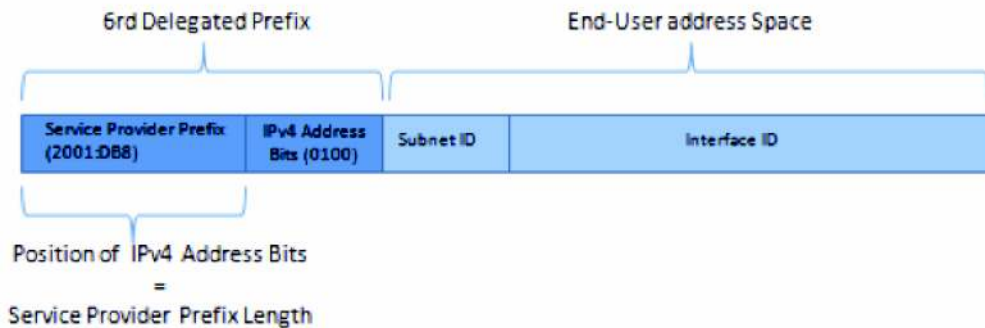 6rd Delegated Prefix
End-User address Space
Service Provider Prefix
(2001:DB8)
IPv4 Address
Bits (0100)
Subnet ID
Interface ID
Position of IPv4 Address Bits
=
Service Provider Prefix Length